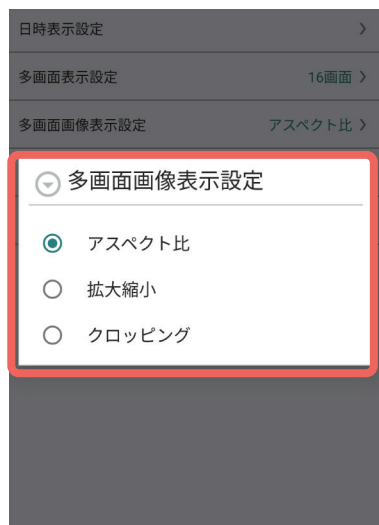 日時表示設定
多画面表示設定 16画面
多画面画像表示設定 アスペクト比
多画面画像表示設定
アスペクト比
拡大縮小
クロッピング